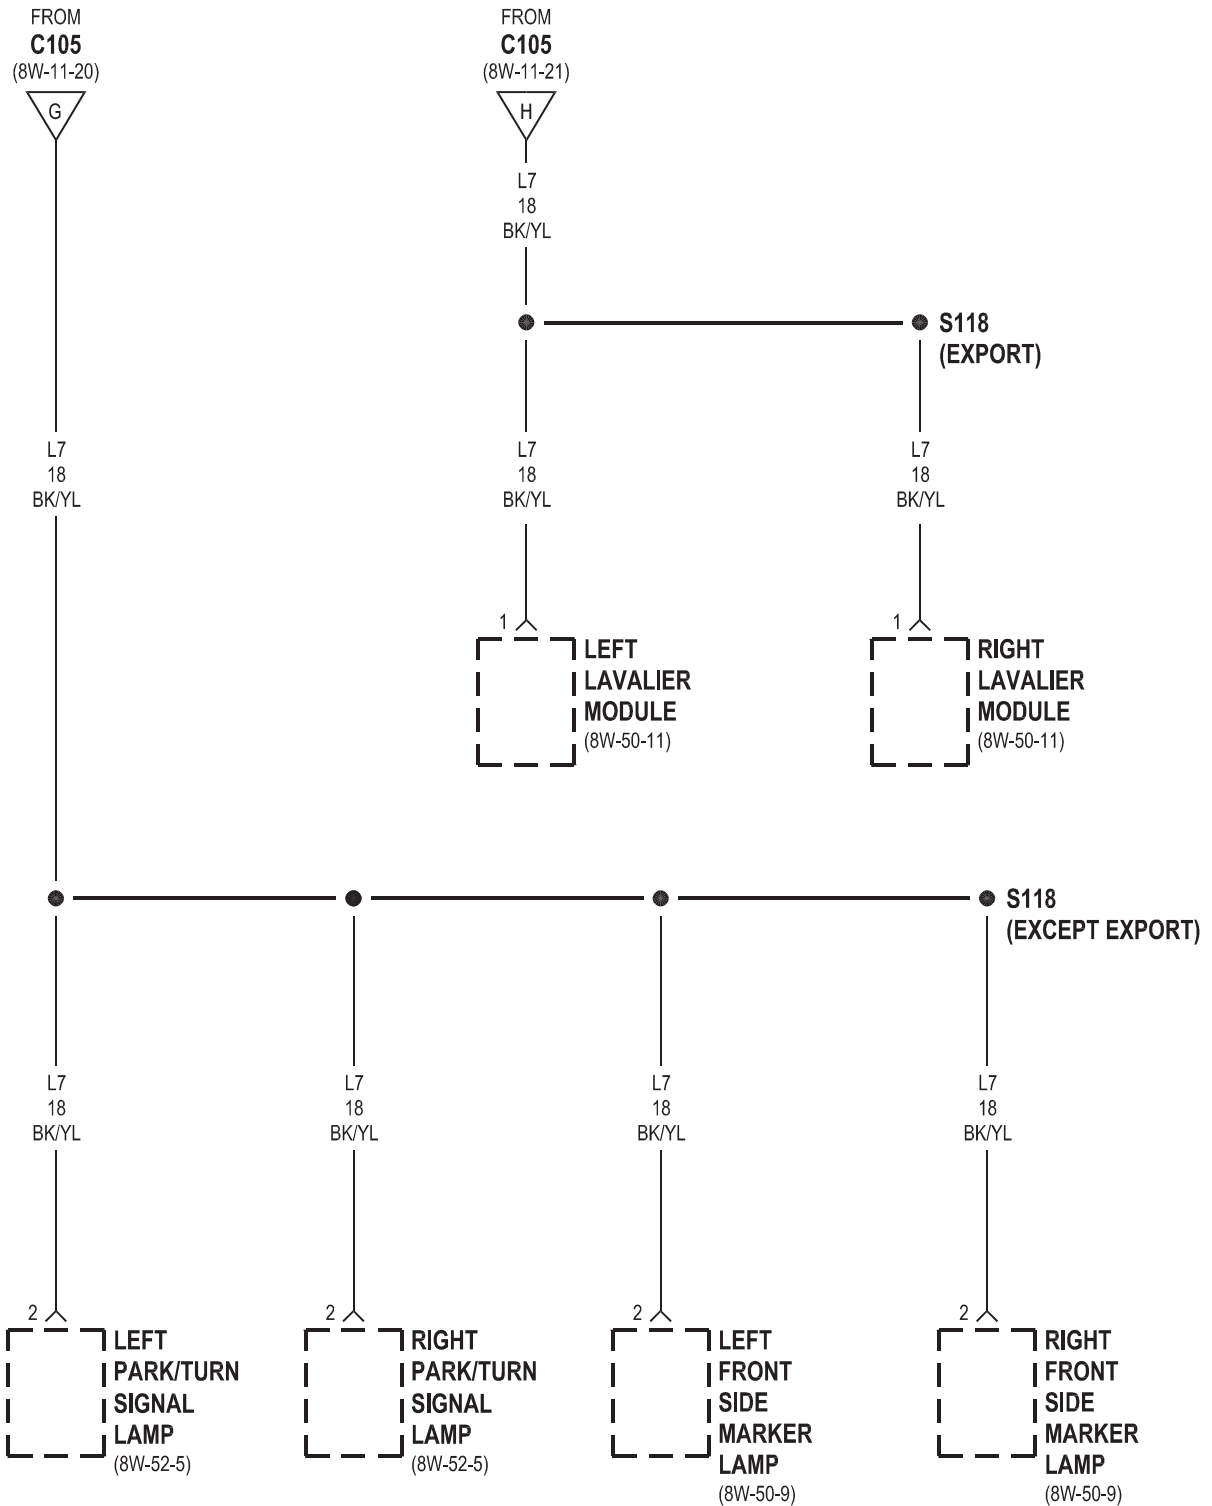 FROM
C105
(8W-11-20)
G
FROM
C105
(8W-11-21)
H
L7
18
BK/YL
S118
(EXPORT)
L7
18
BK/YL
L7
18
BK/YL
L7
18
BK/YL
1
LEFT
LAVALIER
MODULE
(8W-50-11)
1
RIGHT
LAVALIER
MODULE
(8W-50-11)
S118
(EXCEPT EXPORT)
L7
18
BK/YL
L7
18
BK/YL
L7
18
BK/YL
L7
18
BK/YL
2
LEFT
PARK/TURN
SIGNAL
LAMP
(8W-52-5)
2
RIGHT
PARK/TURN
SIGNAL
LAMP
(8W-52-5)
2
LEFT
FRONT
SIDE
MARKER
LAMP
(8W-50-9)
2
RIGHT
FRONT
SIDE
MARKER
LAMP
(8W-50-9)